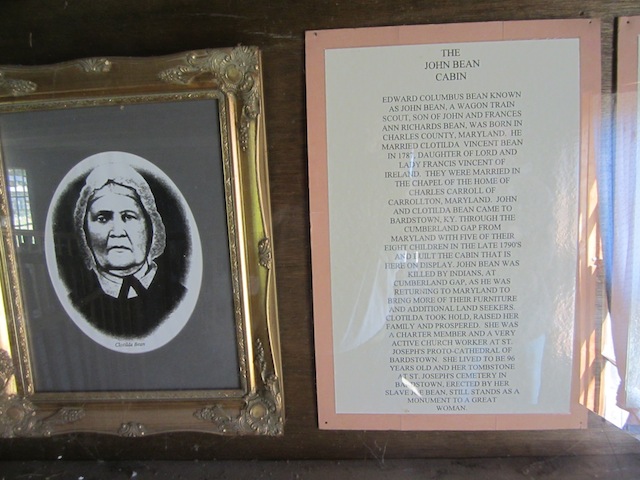 Clotilda Bean
THE
JOHN BEAN
CABIN
EDWARD COLUMBUS BEAN KNOWN
AS JOHN BEAN, A WAGON TRAIN
SCOUT, SON OF JOHN AND FRANCES
ANN RICHARDS BEAN, WAS BORN IN
CHARLES COUNTY, MARYLAND. HE
MARRIED CLOTILDA VINCENT BEAN
IN 178 , DAUGHTER OF LORD AND
LADY FRANCIS VINCENT OF
IRELAND. THEY WERE MARRIED IN
THE CHAPEL OF THE HOME OF
CHARLES CARROLL OF
CARROLLTON, MARYLAND. JOHN
AND CLOTILDA BEAN CAME TO
BARDSTOWN, KY. THROUGH THE
CUMBERLAND GAP FROM
MARYLAND WITH FIVE OF THEIR
EIGHT CHILDREN IN THE LATE 1790'S
AND BUILT THE CABIN THAT IS
HERE ON DISPLAY. JOHN BEAN WAS
KILLED BY INDIANS, AT
CUMBERLAND GAP, AS HE WAS
RETURNING TO MARYLAND TO
BRING MORE OF THEIR FURNITURE
AND ADDITIONAL LAND SEEKERS
CLOTILDA TOOK HOLD, RAISED HER
FAMILY AND PROSPERED. SHE WAS
A CHARTER MEMBER AND A VERY
ACTIVE CHURCH WORKER AT ST.
JOSEPH'S PROTO-CATHEDRAL OF
BARDSTOWN. SHE LIVED TO BE 96
YEARS OLD AND HER TOMBSTONE
AT ST. JOSEPH'S CEMETERY IN
BARDSTOWN, ERECTED BY HER
SLAVE JOE BEAN, STILL STANDS AS A
MONUMENT TO A GREAT
WOMAN.